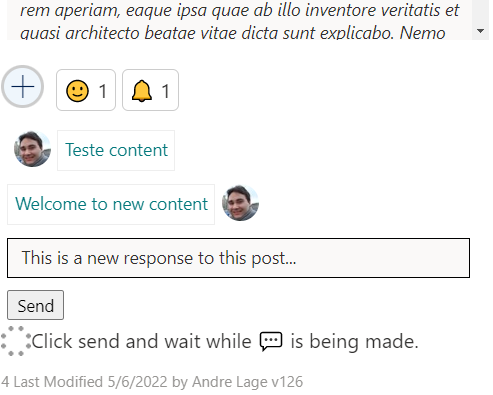 rem aperiam, eaque ipsa quae ab illo inventore veritatis et
quasi architecto beatae vitae dicta sunt explicabo. Nemo
1 1
Teste content
Welcome to new content
This is a new response to this post...
Send
Click send and wait while 💬 is being made.
4 Last Modified 5/6/2022 by Andre Lage v126